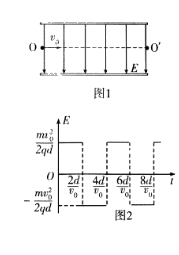 O v₀ O′
E
图1
E
mv₀²/2qd
O 2d/v₀ 4d/v₀ 6d/v₀ 8d/v₀ t
-mv₀²/2qd
图2